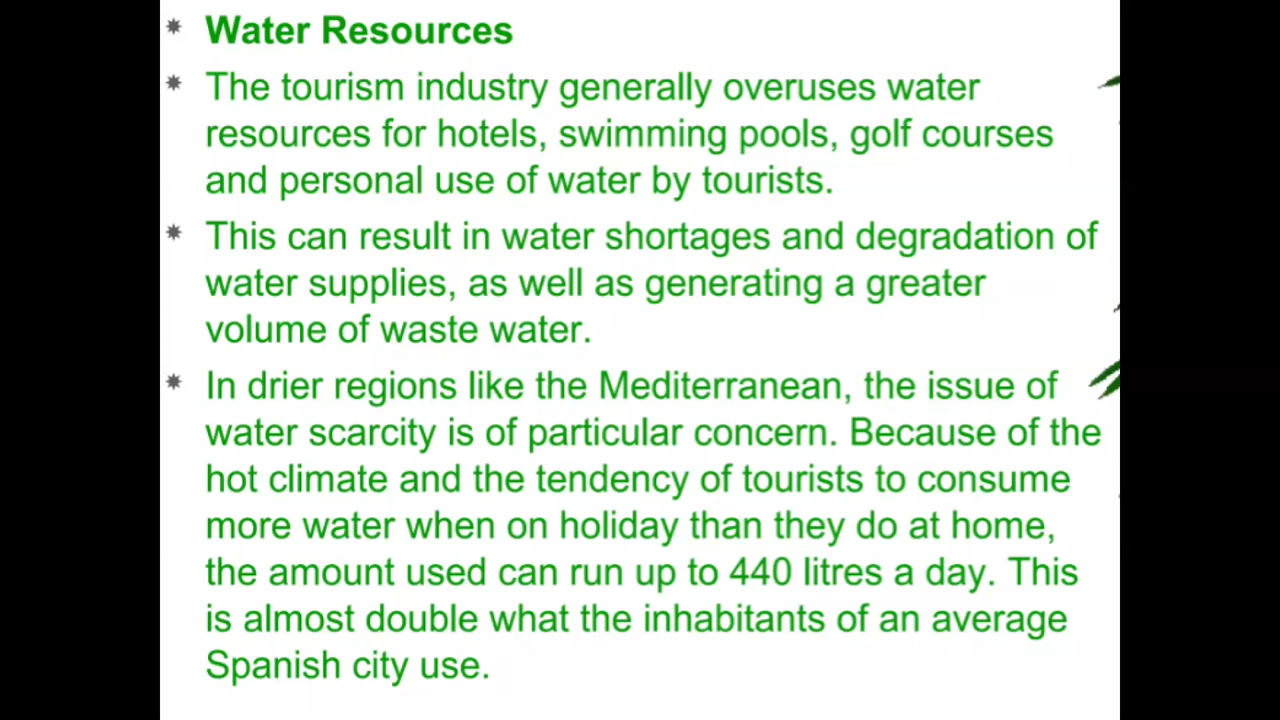 Water Resources
The tourism industry generally overuses water
resources for hotels, swimming pools, golf courses
and personal use of water by tourists.
This can result in water shortages and degradation of
water supplies, as well as generating a greater
volume of waste water.
In drier regions like the Mediterranean, the issue of
water scarcity is of particular concern. Because of the
hot climate and the tendency of tourists to consume
more water when on holiday than they do at home,
the amount used can run up to 440 litres a day. This
is almost double what the inhabitants of an average
Spanish city use.